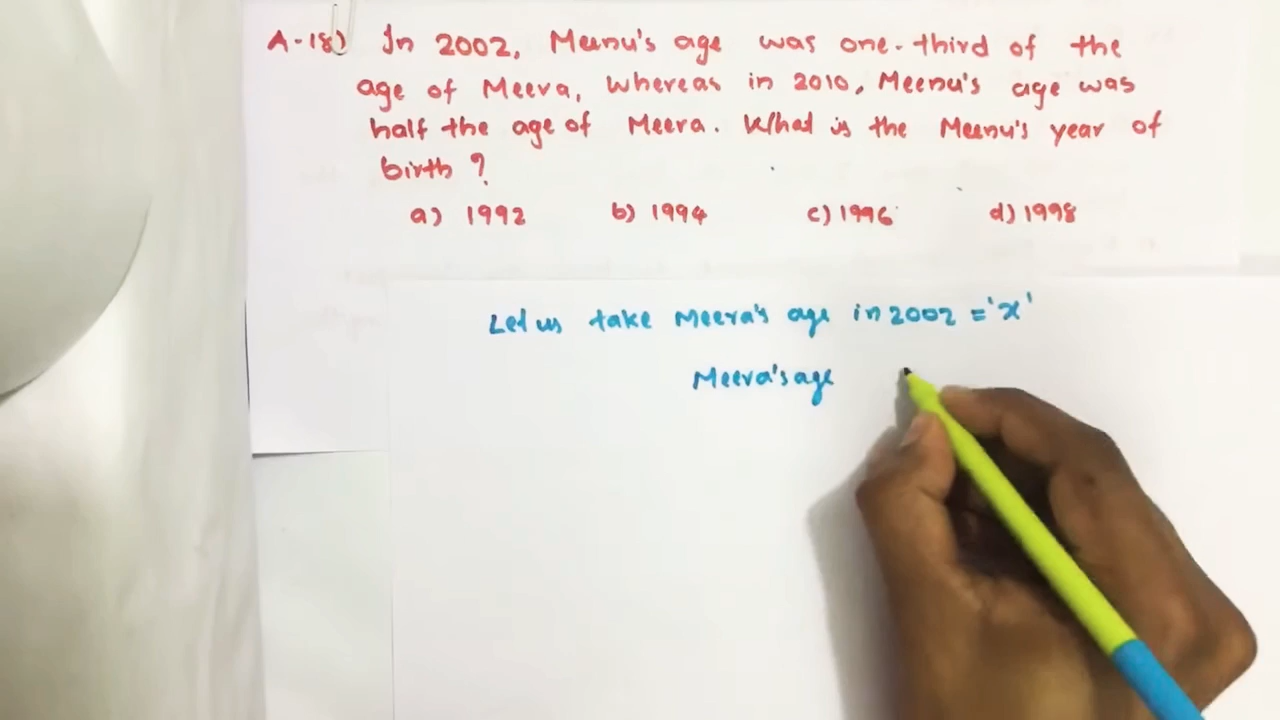 A-18) In 2002, Meenu's age was one-third of the
age of Meera, whereas in 2010, Meenu's age was
half the age of Meera. What is the Meenu's year of
birth ?
a) 1992 b) 1994 c) 1996 d) 1998
Let us take Meera's age in 2002 = 'x'
Meera's age